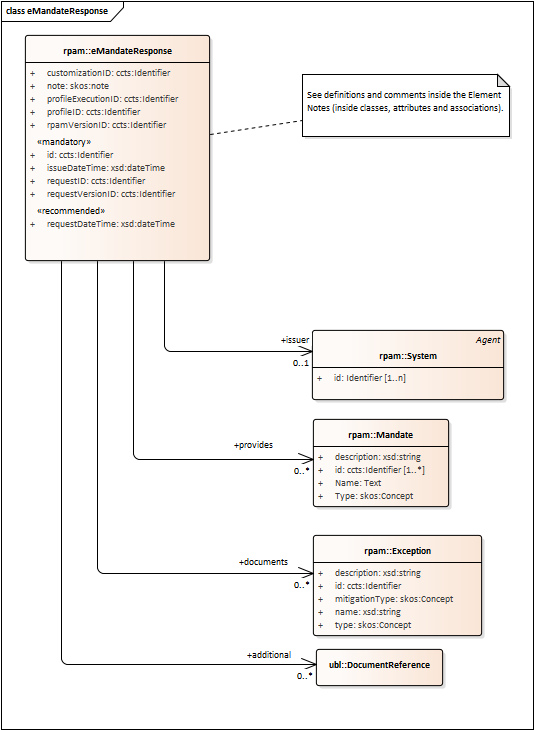 class eMandateResponse
rpam::eMandateResponse
+ customizationID: ccts:Identifier
+ note: skos:note
+ profileExecutionID: ccts:Identifier
+ profileID: ccts:Identifier
+ rpamVersionID: ccts:Identifier
«mandatory»
+ id: ccts:Identifier
+ issueDateTime: xsd:dateTime
+ requestID: ccts:Identifier
+ requestVersionID: ccts:Identifier
«recommended»
+ requestDateTime: xsd:dateTime
See definitions and comments inside the Element
Notes (inside classes, attributes and associations).
+issuer
0..1
Agent
rpam::System
+ id: Identifier [1..n]
+provides
0..*
rpam::Mandate
+ description: xsd:string
+ id: ccts:Identifier [1..*]
+ Name: Text
+ Type: skos:Concept
+documents
0..*
rpam::Exception
+ description: xsd:string
+ id: ccts:Identifier
+ mitigationType: skos:Concept
+ name: xsd:string
+ type: skos:Concept
+additional
0..*
ubl::DocumentReference